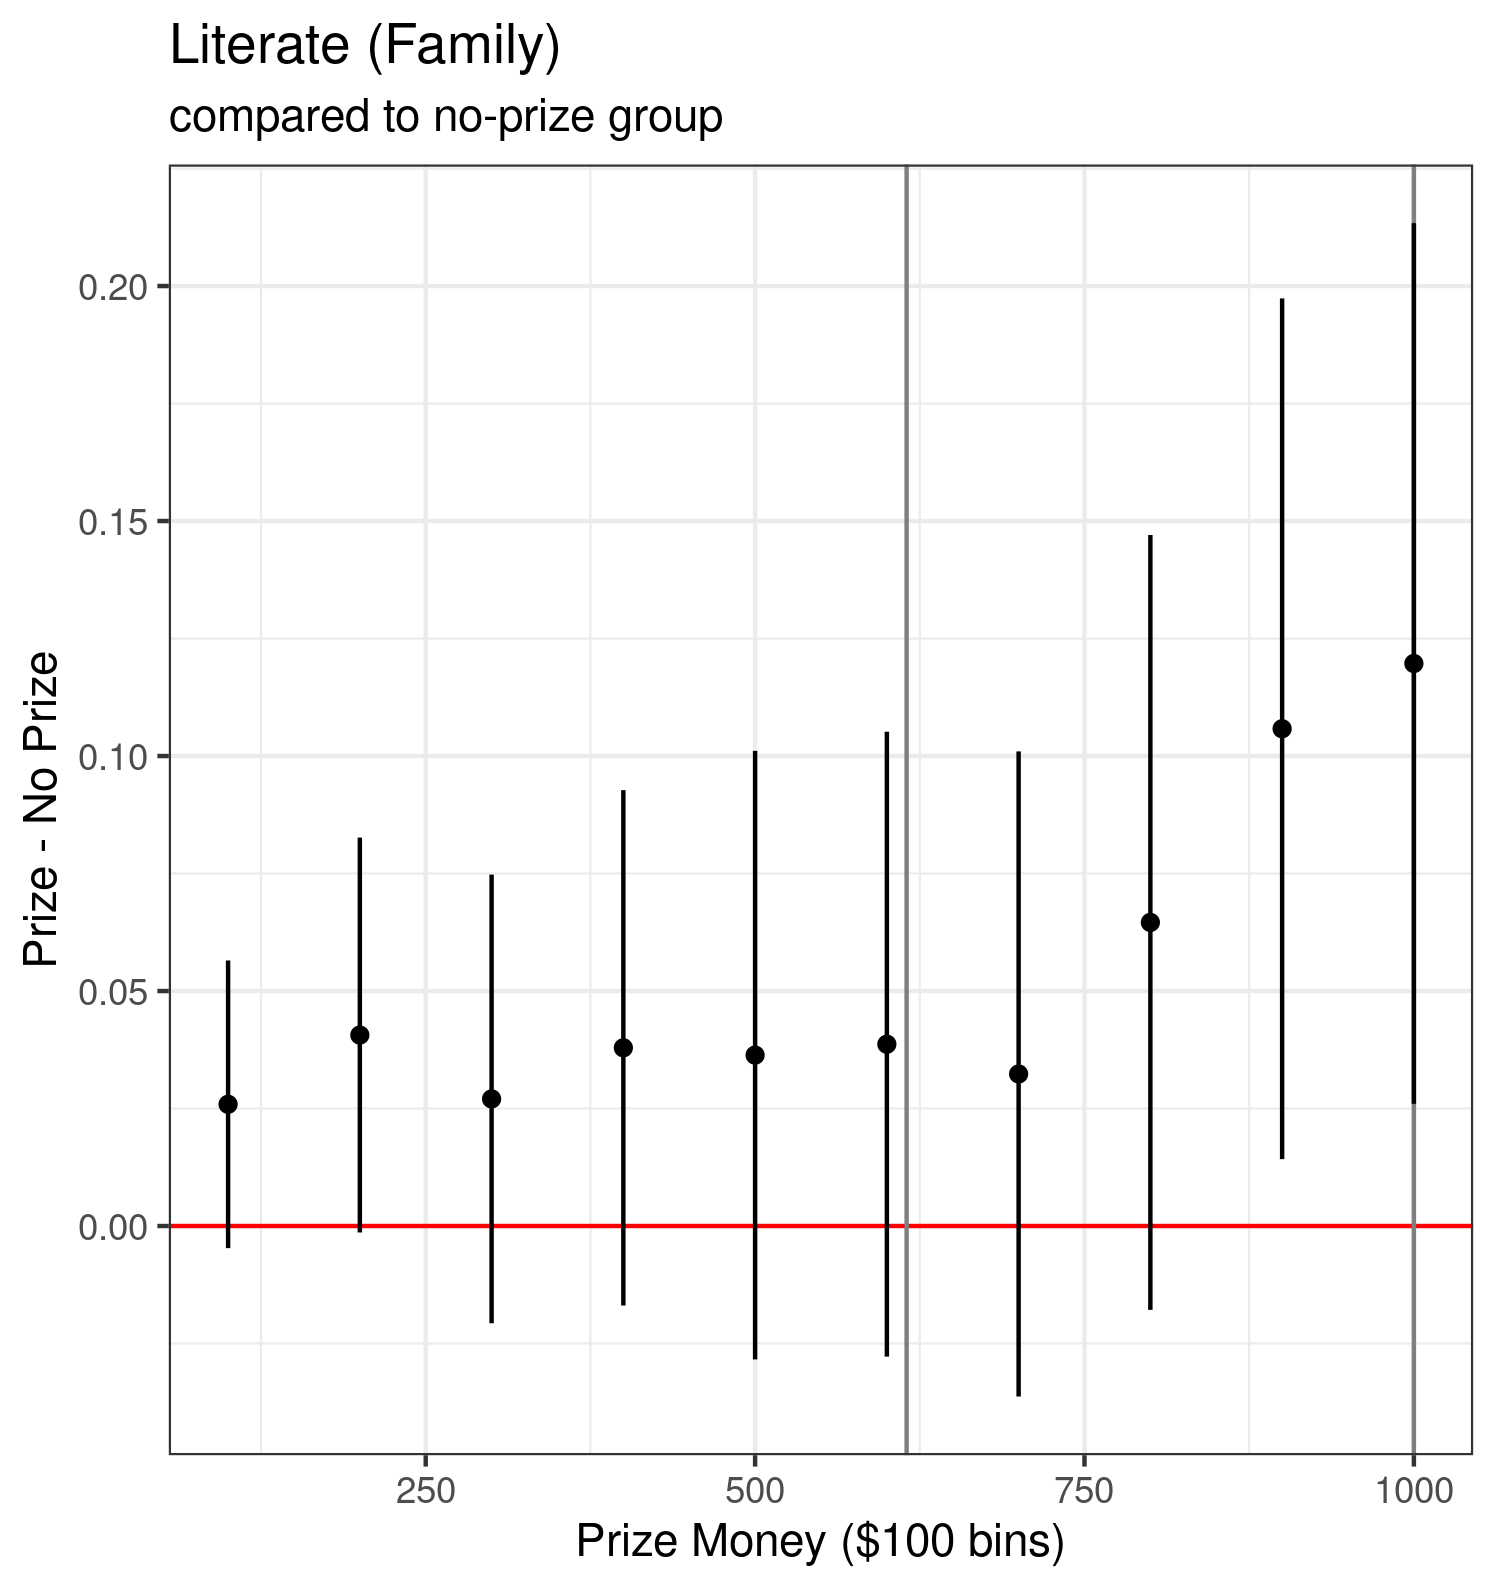 Literate (Family)
compared to no-prize group
Prize - No Prize
0.20
0.15
0.10
0.05
0.00
250 500 750 1000
Prize Money ($100 bins)